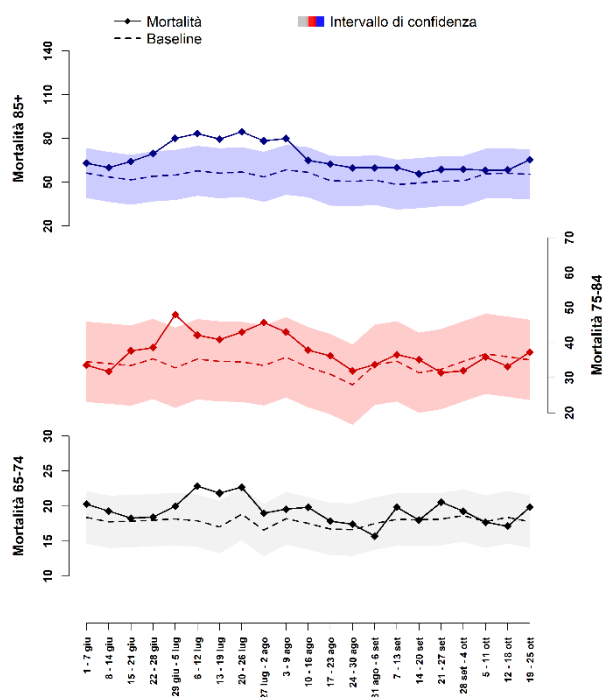 Mortalità
Intervallo di confidenza
Baseline
Mortalità 85+
140
110
80
50
20
Mortalità 75-84
70
60
50
40
30
20
Mortalità 65-74
30
25
20
15
10
1 - 7 giu
8 - 14 giu
15 - 21 giu
22 - 28 giu
29 giu - 5 lug
6 - 12 lug
13 - 19 lug
20 - 26 lug
27 lug - 2 ago
3 - 9 ago
10 - 16 ago
17 - 23 ago
24 - 30 ago
31 ago - 6 set
7 - 13 set
14 - 20 set
21 - 27 set
28 set - 4 ott
5 - 11 ott
12 - 18 ott
19 - 25 ott